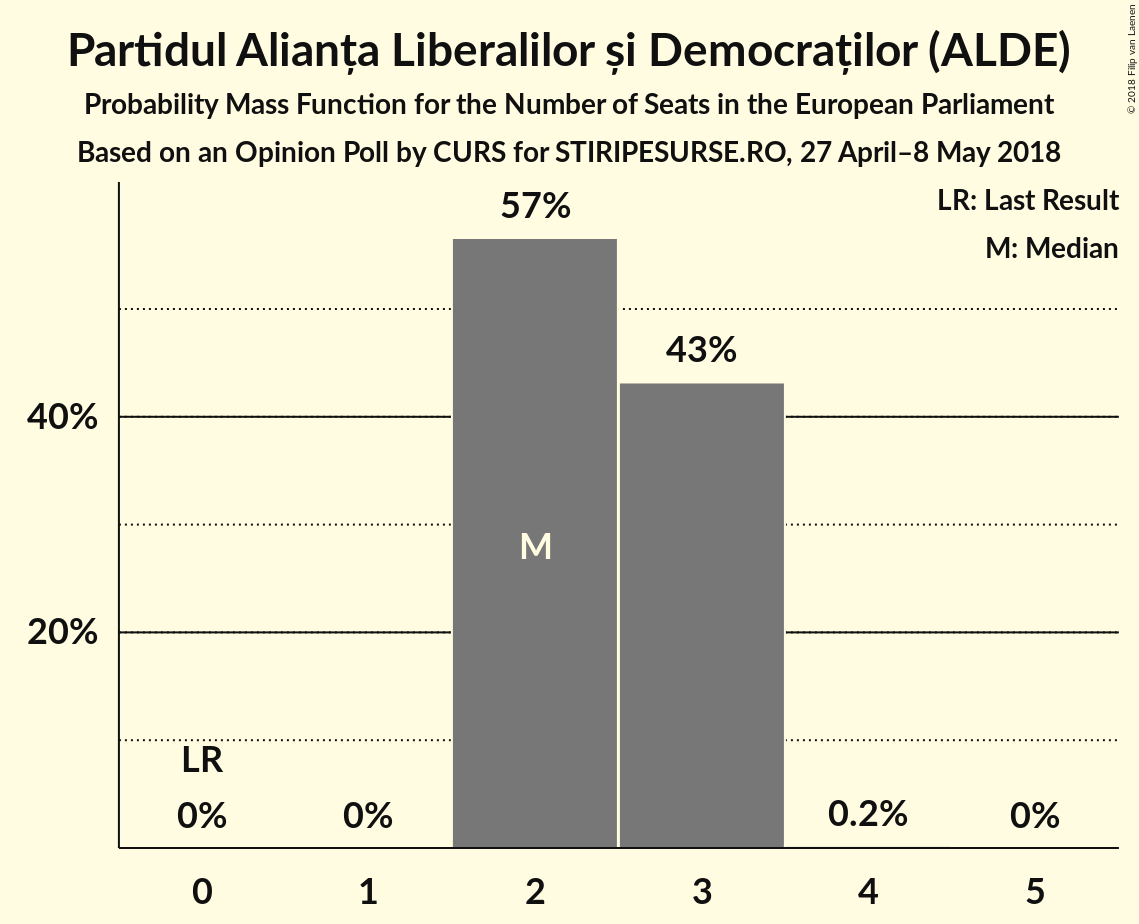 Partidul Alianța Liberalilor și Democraților (ALDE)
Probability Mass Function for the Number of Seats in the European Parliament
Based on an Opinion Poll by CURS for STIRIPESURSE.RO, 27 April–8 May 2018
© 2018 Filip van Laenen
LR: Last Result
M: Median
57%
43%
40%
M
20%
LR
0% 0% 0.2% 0%
0 1 2 3 4 5